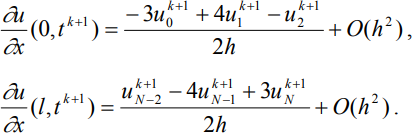 ∂u/∂x (0, t^{k+1}) = (−3u_0^{k+1} + 4u_1^{k+1} − u_2^{k+1}) / 2h + O(h^2),
∂u/∂x (l, t^{k+1}) = (u_{N−2}^{k+1} − 4u_{N−1}^{k+1} + 3u_N^{k+1}) / 2h + O(h^2).